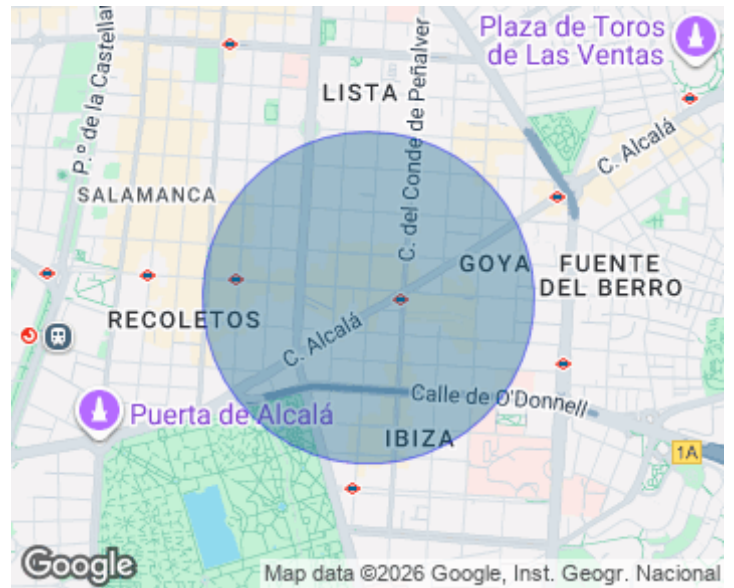 Plaza de Toros
de Las Ventas
P.º de la Castellan
LISTA
C. del Conde de Peñalver
C. Alcalá
SALAMANCA
GOYA
FUENTE
DEL BERRO
RECOLETOS
C. Alcalá
Puerta de Alcalá
Calle de O'Donnell
IBIZA
1A
Google
Map data ©2026 Google, Inst. Geogr. Nacional